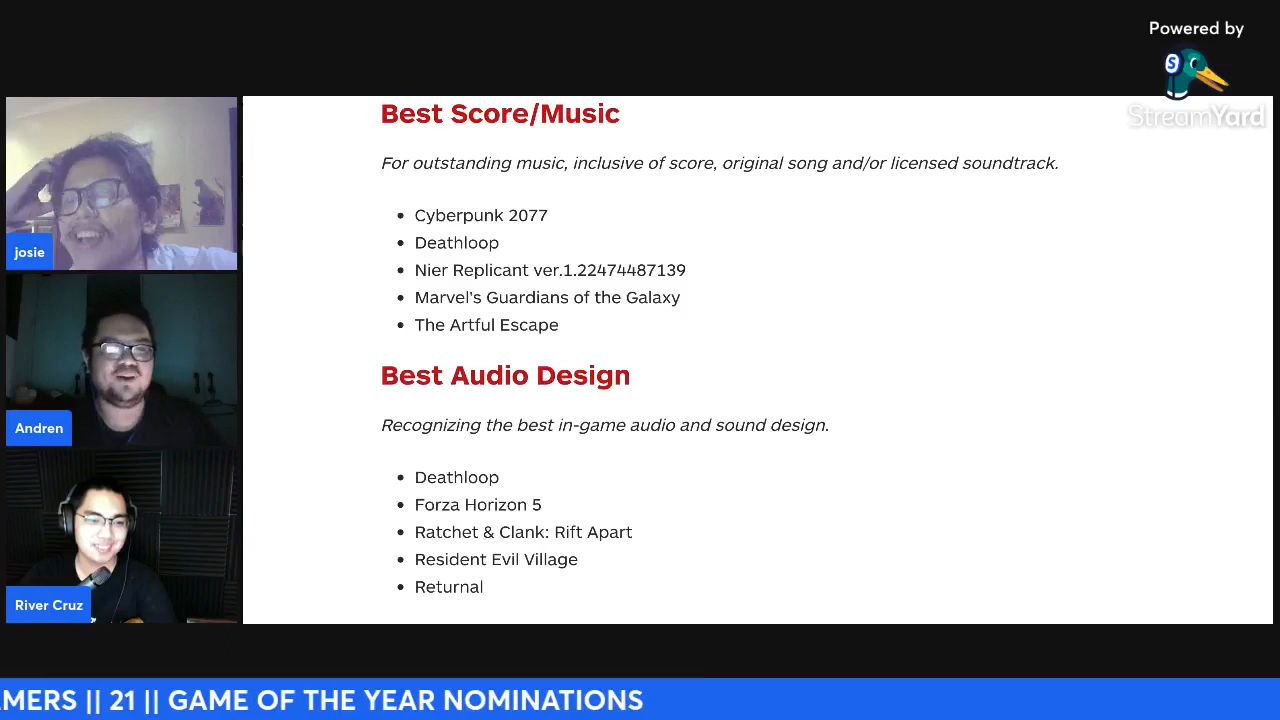 Powered by
StreamYard
Best Score/Music
For outstanding music, inclusive of score, original song and/or licensed soundtrack.
Cyberpunk 2077
Deathloop
Nier Replicant ver.1.22474487139
Marvel's Guardians of the Galaxy
The Artful Escape
Best Audio Design
Recognizing the best in-game audio and sound design.
Deathloop
Forza Horizon 5
Ratchet & Clank: Rift Apart
Resident Evil Village
Returnal
josie
Andren
River Cruz
AMERS || 21 || GAME OF THE YEAR NOMINATIONS